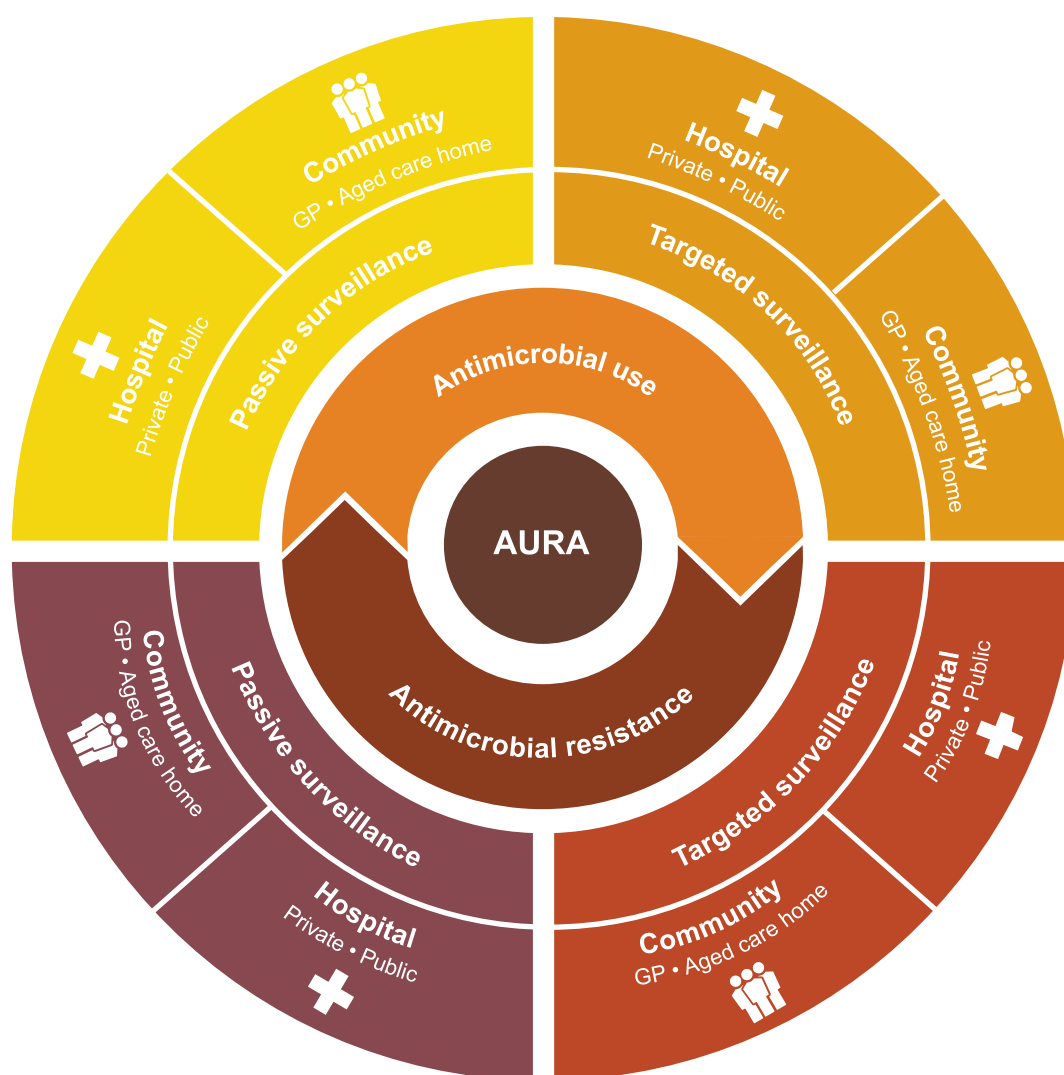 Community
GP • Aged care home
Hospital
Private • Public
Passive surveillance
Hospital
Private • Public
Community
GP • Aged care home
Targeted surveillance
Antimicrobial use
AURA
Antimicrobial resistance
Community
GP • Aged care home
Hospital
Private • Public
Passive surveillance
Hospital
Private • Public
Community
GP • Aged care home
Targeted surveillance